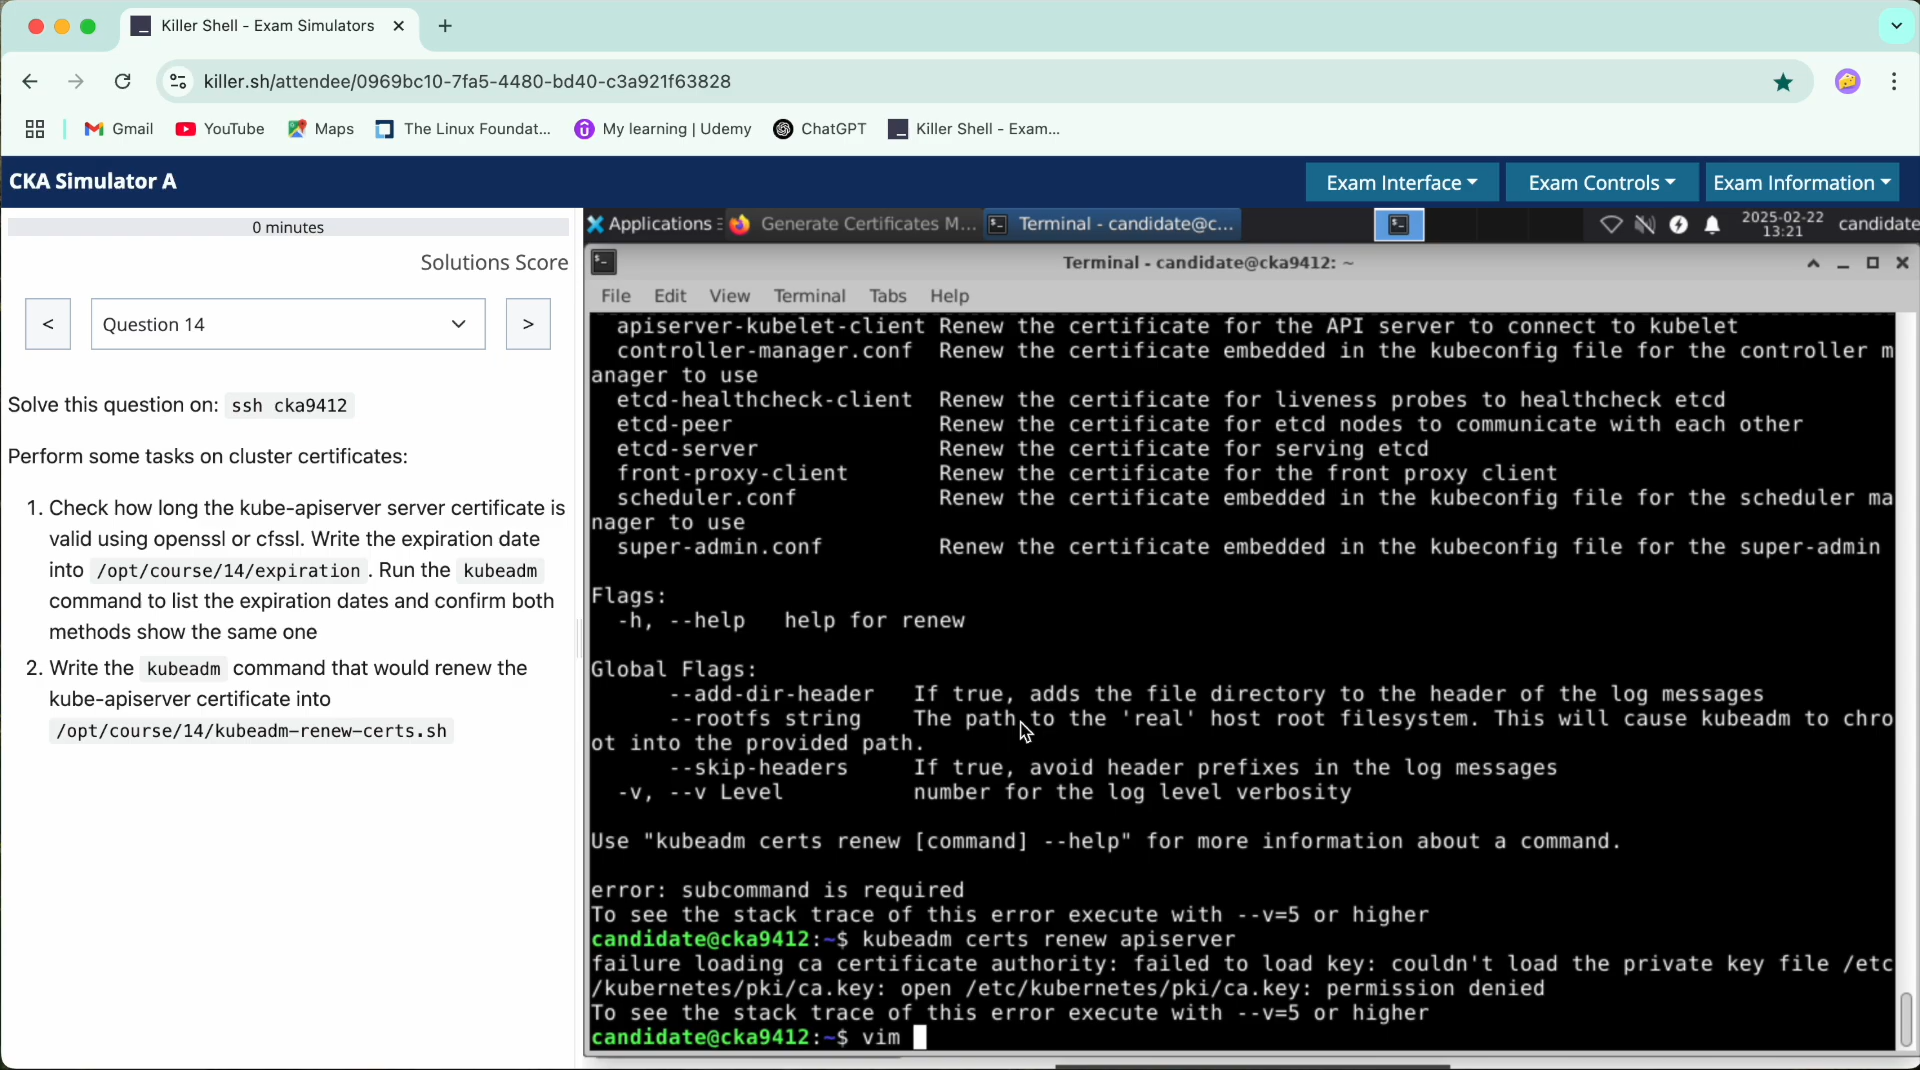 Killer Shell - Exam Simulators
killer.sh/attendee/0969bc10-7fa5-4480-bd40-c3a921f63828
Gmail
YouTube
Maps
The Linux Foundat...
My learning | Udemy
ChatGPT
Killer Shell - Exam...
CKA Simulator A
Exam Interface
Exam Controls
Exam Information
0 minutes
Solutions Score
<
Question 14
>
Solve this question on: ssh cka9412
Perform some tasks on cluster certificates:
1. Check how long the kube-apiserver server certificate is
valid using openssl or cfssl. Write the expiration date
into /opt/course/14/expiration . Run the kubeadm
command to list the expiration dates and confirm both
methods show the same one
2. Write the kubeadm command that would renew the
kube-apiserver certificate into
/opt/course/14/kubeadm-renew-certs.sh
Applications
Generate Certificates M...
Terminal - candidate@c...
2025-02-22
13:21
candidate
Terminal - candidate@cka9412: ~
File Edit View Terminal Tabs Help
apiserver-kubelet-client Renew the certificate for the API server to connect to kubelet
controller-manager.conf Renew the certificate embedded in the kubeconfig file for the controller m
anager to use
etcd-healthcheck-client Renew the certificate for liveness probes to healthcheck etcd
etcd-peer Renew the certificate for etcd nodes to communicate with each other
etcd-server Renew the certificate for serving etcd
front-proxy-client Renew the certificate for the front proxy client
scheduler.conf Renew the certificate embedded in the kubeconfig file for the scheduler ma
nager to use
super-admin.conf Renew the certificate embedded in the kubeconfig file for the super-admin
Flags:
-h, --help help for renew
Global Flags:
--add-dir-header If true, adds the file directory to the header of the log messages
--rootfs string The path to the 'real' host root filesystem. This will cause kubeadm to chro
ot into the provided path.
--skip-headers If true, avoid header prefixes in the log messages
-v, --v Level number for the log level verbosity
Use "kubeadm certs renew [command] --help" for more information about a command.
error: subcommand is required
To see the stack trace of this error execute with --v=5 or higher
candidate@cka9412:~$ kubeadm certs renew apiserver
failure loading ca certificate authority: failed to load key: couldn't load the private key file /etc
/kubernetes/pki/ca.key: open /etc/kubernetes/pki/ca.key: permission denied
To see the stack trace of this error execute with --v=5 or higher
candidate@cka9412:~$ vim